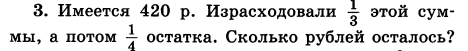 3. Имеется 420 р. Израсходовали 1/3 этой сум-
мы, а потом 1/4 остатка. Сколько рублей осталось?